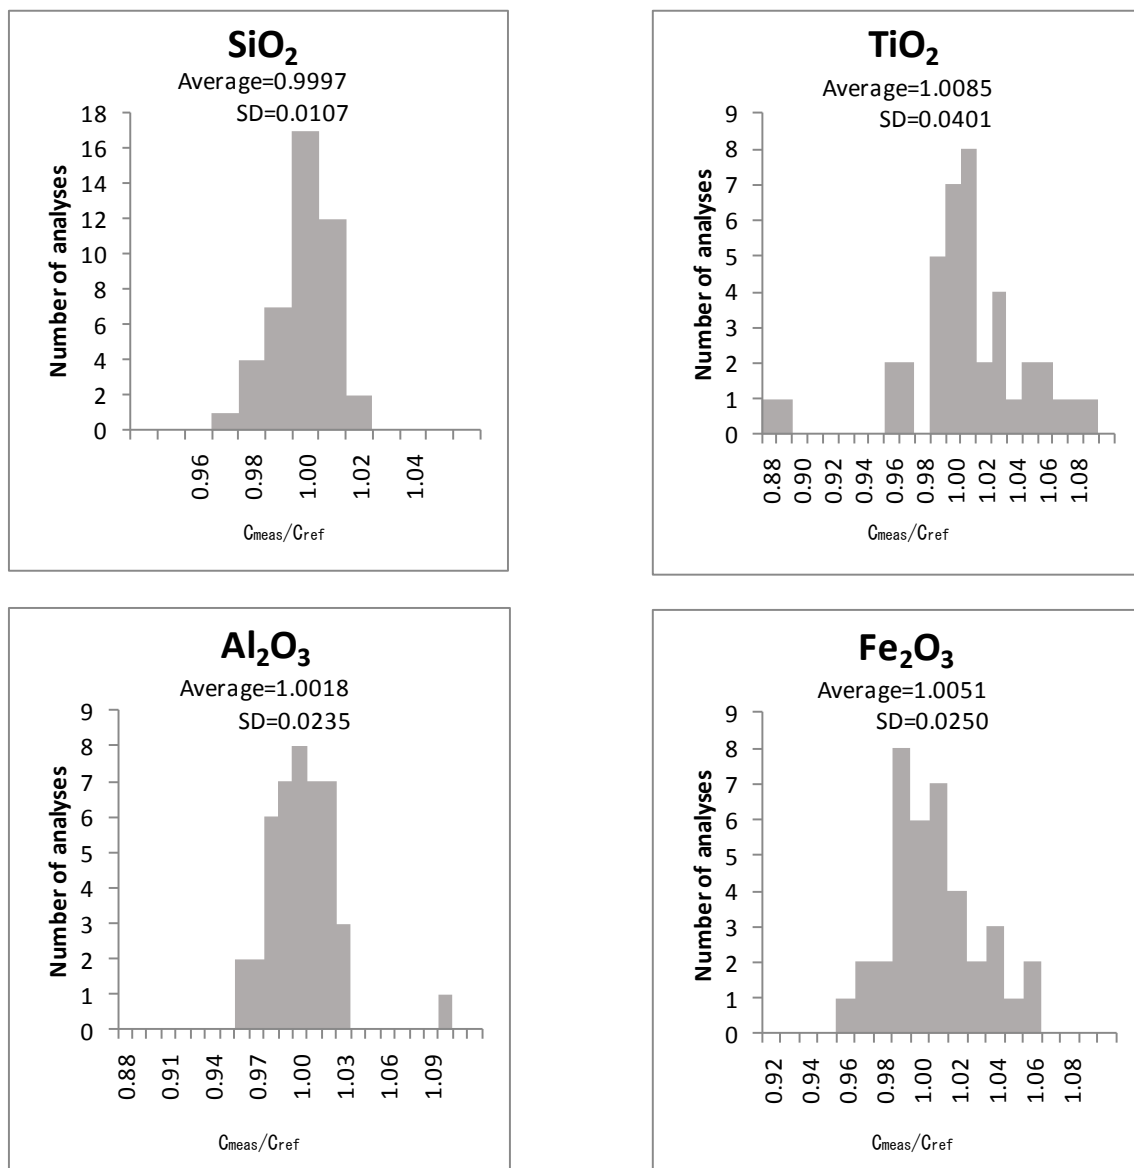 SiO₂
Average=0.9997
SD=0.0107
Number of analyses
18
16
14
12
10
8
6
4
2
0
0.96 0.98 1.00 1.02 1.04
Cmeas/Cref
TiO₂
Average=1.0085
SD=0.0401
Number of analyses
9
8
7
6
5
4
3
2
1
0
0.88 0.90 0.92 0.94 0.96 0.98 1.00 1.02 1.04 1.06 1.08
Cmeas/Cref
Al₂O₃
Average=1.0018
SD=0.0235
Number of analyses
9
8
7
6
5
4
3
2
1
0
0.88 0.91 0.94 0.97 1.00 1.03 1.06 1.09
Cmeas/Cref
Fe₂O₃
Average=1.0051
SD=0.0250
Number of analyses
9
8
7
6
5
4
3
2
1
0
0.92 0.94 0.96 0.98 1.00 1.02 1.04 1.06 1.08
Cmeas/Cref